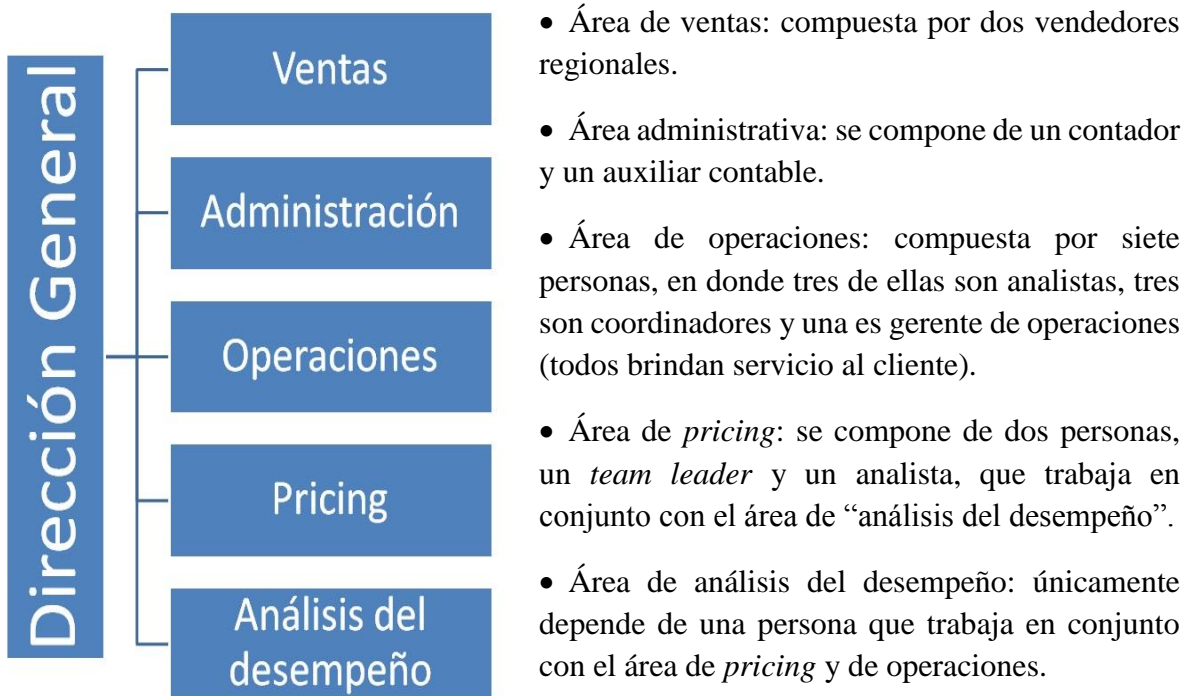 Dirección General
Ventas
Administración
Operaciones
Pricing
Análisis del
desempeño
• Área de ventas: compuesta por dos vendedores
regionales.
• Área administrativa: se compone de un contador
y un auxiliar contable.
• Área de operaciones: compuesta por siete
personas, en donde tres de ellas son analistas, tres
son coordinadores y una es gerente de operaciones
(todos brindan servicio al cliente).
• Área de pricing: se compone de dos personas,
un team leader y un analista, que trabaja en
conjunto con el área de “análisis del desempeño”.
• Área de análisis del desempeño: únicamente
depende de una persona que trabaja en conjunto
con el área de pricing y de operaciones.